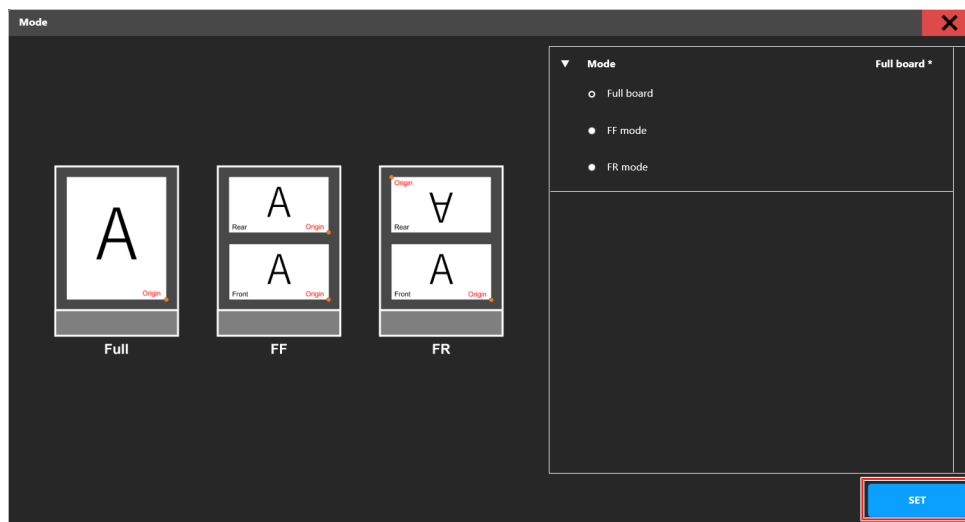 Mode
Mode Full board *
Full board
FF mode
FR mode
A
Origin
Full
A
Rear Origin
A
Front Origin
FF
Origin
A
Rear
A
Front Origin
FR
SET